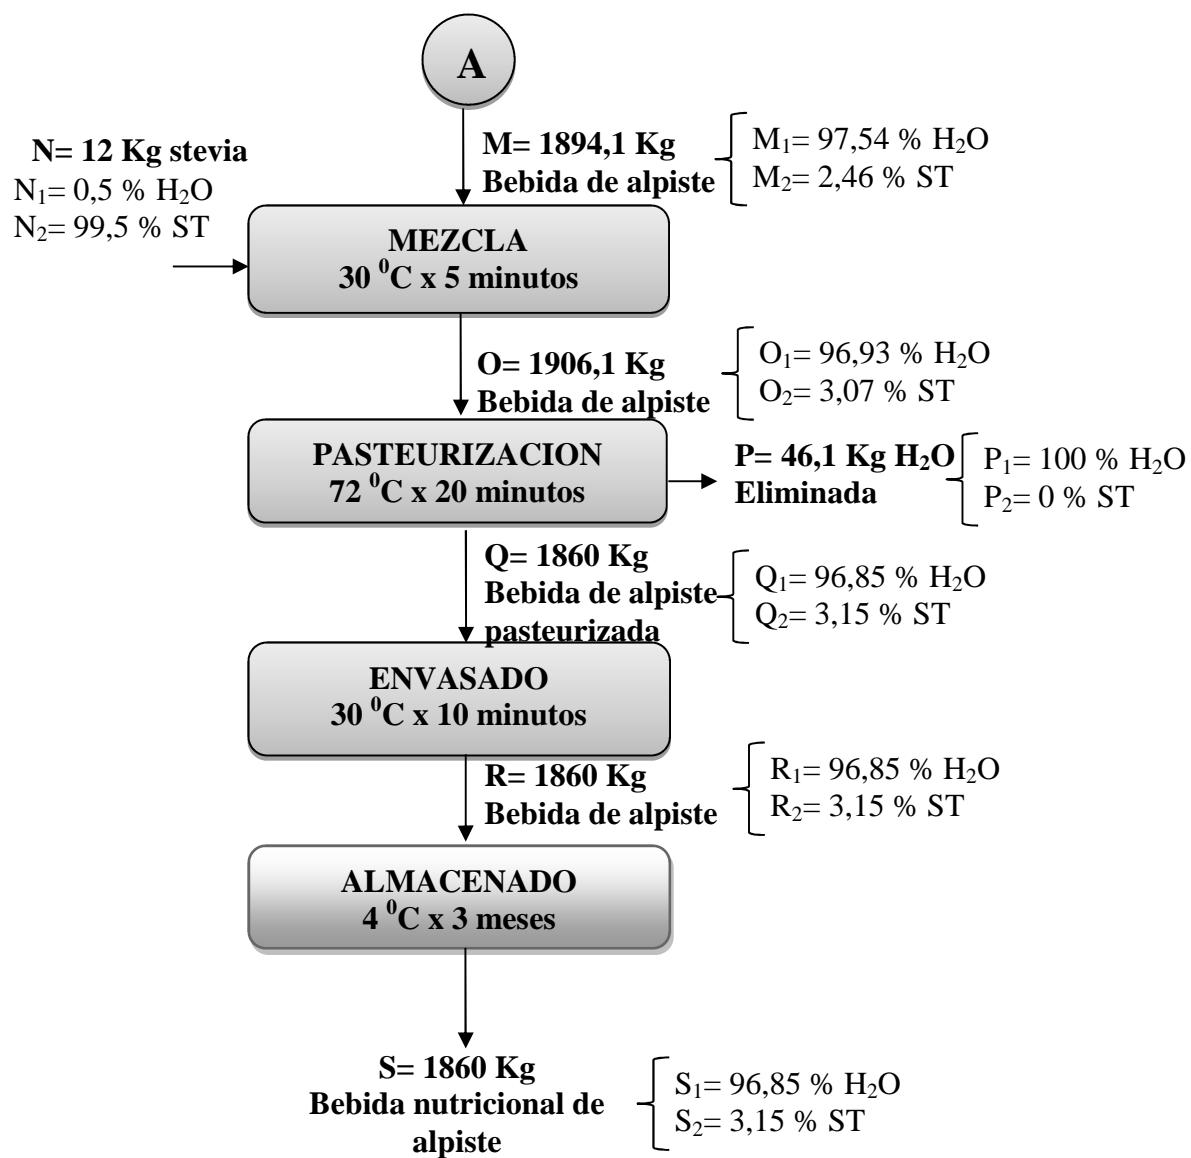 A
M= 1894,1 Kg
Bebida de alpiste
M₁= 97,54 % H₂O
M₂= 2,46 % ST
N= 12 Kg stevia
N₁= 0,5 % H₂O
N₂= 99,5 % ST
MEZCLA
30 ⁰C x 5 minutos
O= 1906,1 Kg
Bebida de alpiste
O₁= 96,93 % H₂O
O₂= 3,07 % ST
PASTEURIZACION
72 ⁰C x 20 minutos
P= 46,1 Kg H₂O
Eliminada
P₁= 100 % H₂O
P₂= 0 % ST
Q= 1860 Kg
Bebida de alpiste
pasteurizada
Q₁= 96,85 % H₂O
Q₂= 3,15 % ST
ENVASADO
30 ⁰C x 10 minutos
R= 1860 Kg
Bebida de alpiste
R₁= 96,85 % H₂O
R₂= 3,15 % ST
ALMACENADO
4 ⁰C x 3 meses
S= 1860 Kg
Bebida nutricional de
alpiste
S₁= 96,85 % H₂O
S₂= 3,15 % ST